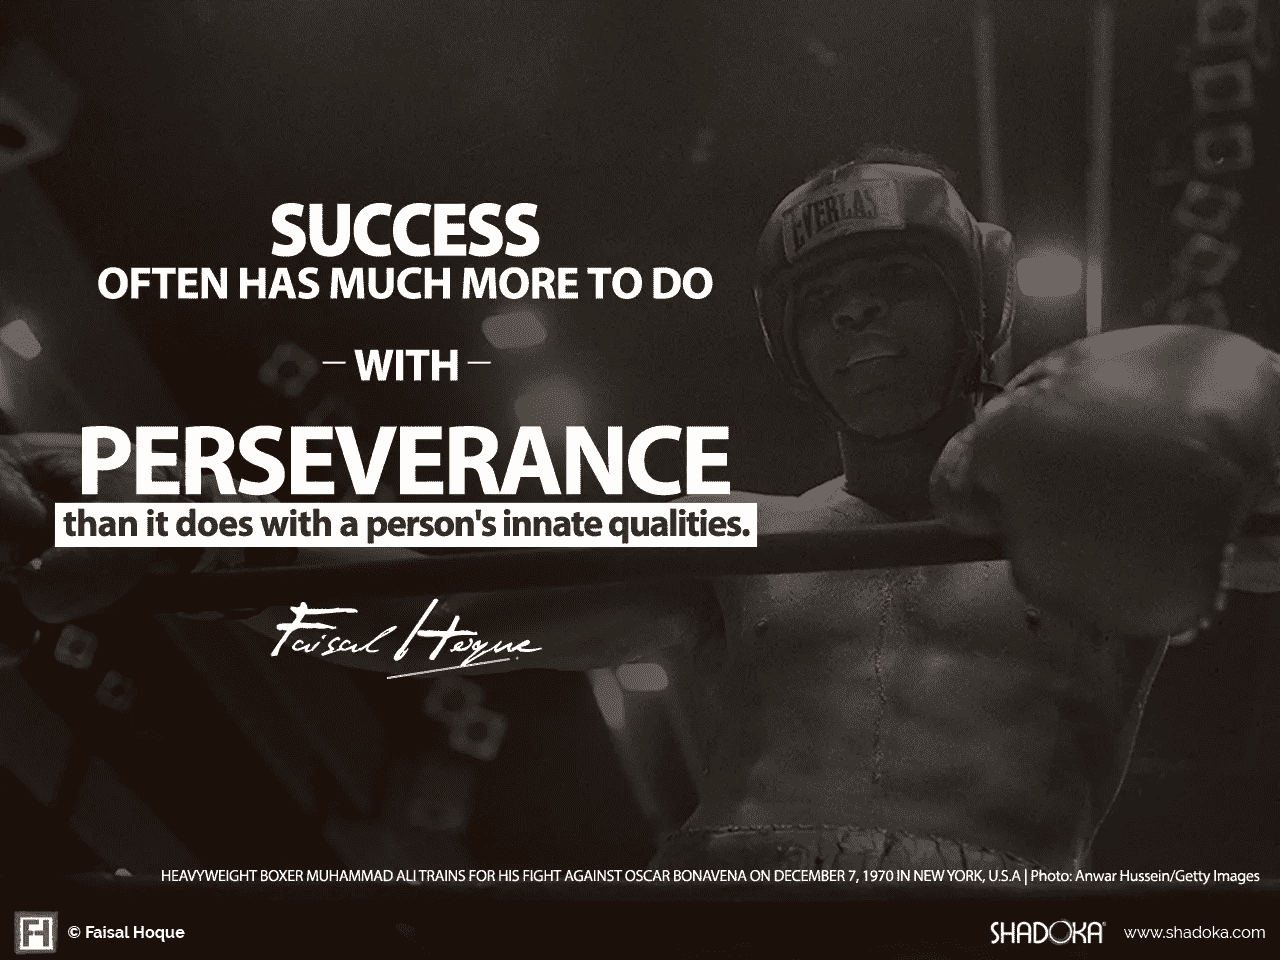 EVERLAS
SUCCESS
OFTEN HAS MUCH MORE TO DO
– WITH –
PERSEVERANCE
than it does with a person's innate qualities.
Faisal Hoque
HEAVYWEIGHT BOXER MUHAMMAD ALI TRAINS FOR HIS FIGHT AGAINST OSCAR BONAVENA ON DECEMBER 7, 1970 IN NEW YORK, U.S.A | Photo: Anwar Hussein/Getty Images
FH © Faisal Hoque
SHADOKA® www.shadoka.com